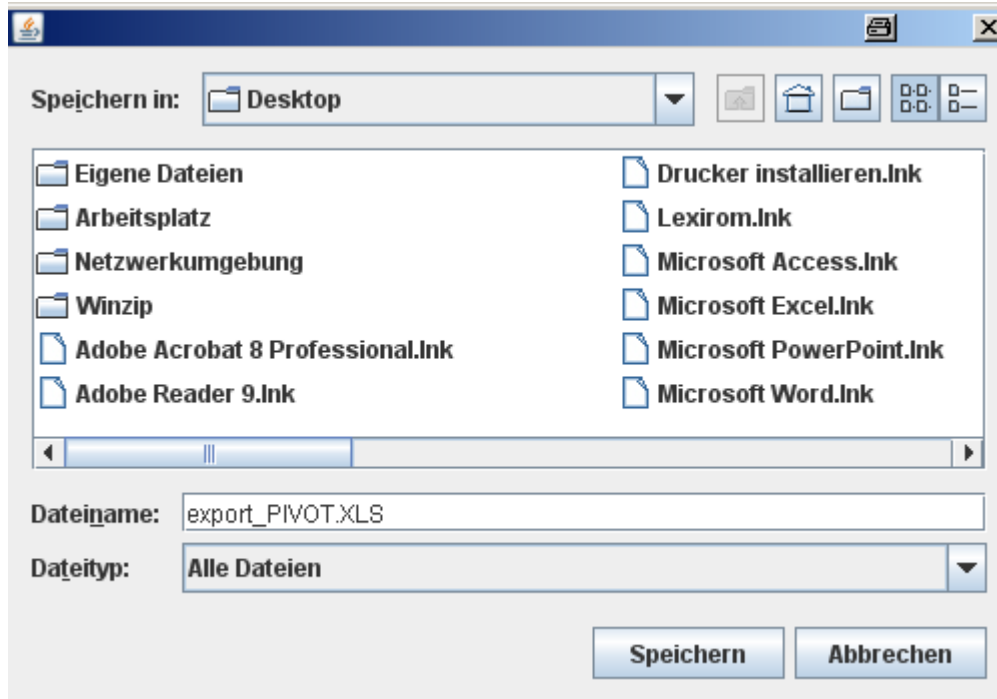 Speichern in: Desktop
Eigene Dateien
Arbeitsplatz
Netzwerkumgebung
Winzip
Adobe Acrobat 8 Professional.lnk
Adobe Reader 9.lnk
Drucker installieren.lnk
Lexirom.lnk
Microsoft Access.lnk
Microsoft Excel.lnk
Microsoft PowerPoint.lnk
Microsoft Word.lnk
Dateiname: export_PIVOT.XLS
Dateityp: Alle Dateien
Speichern Abbrechen